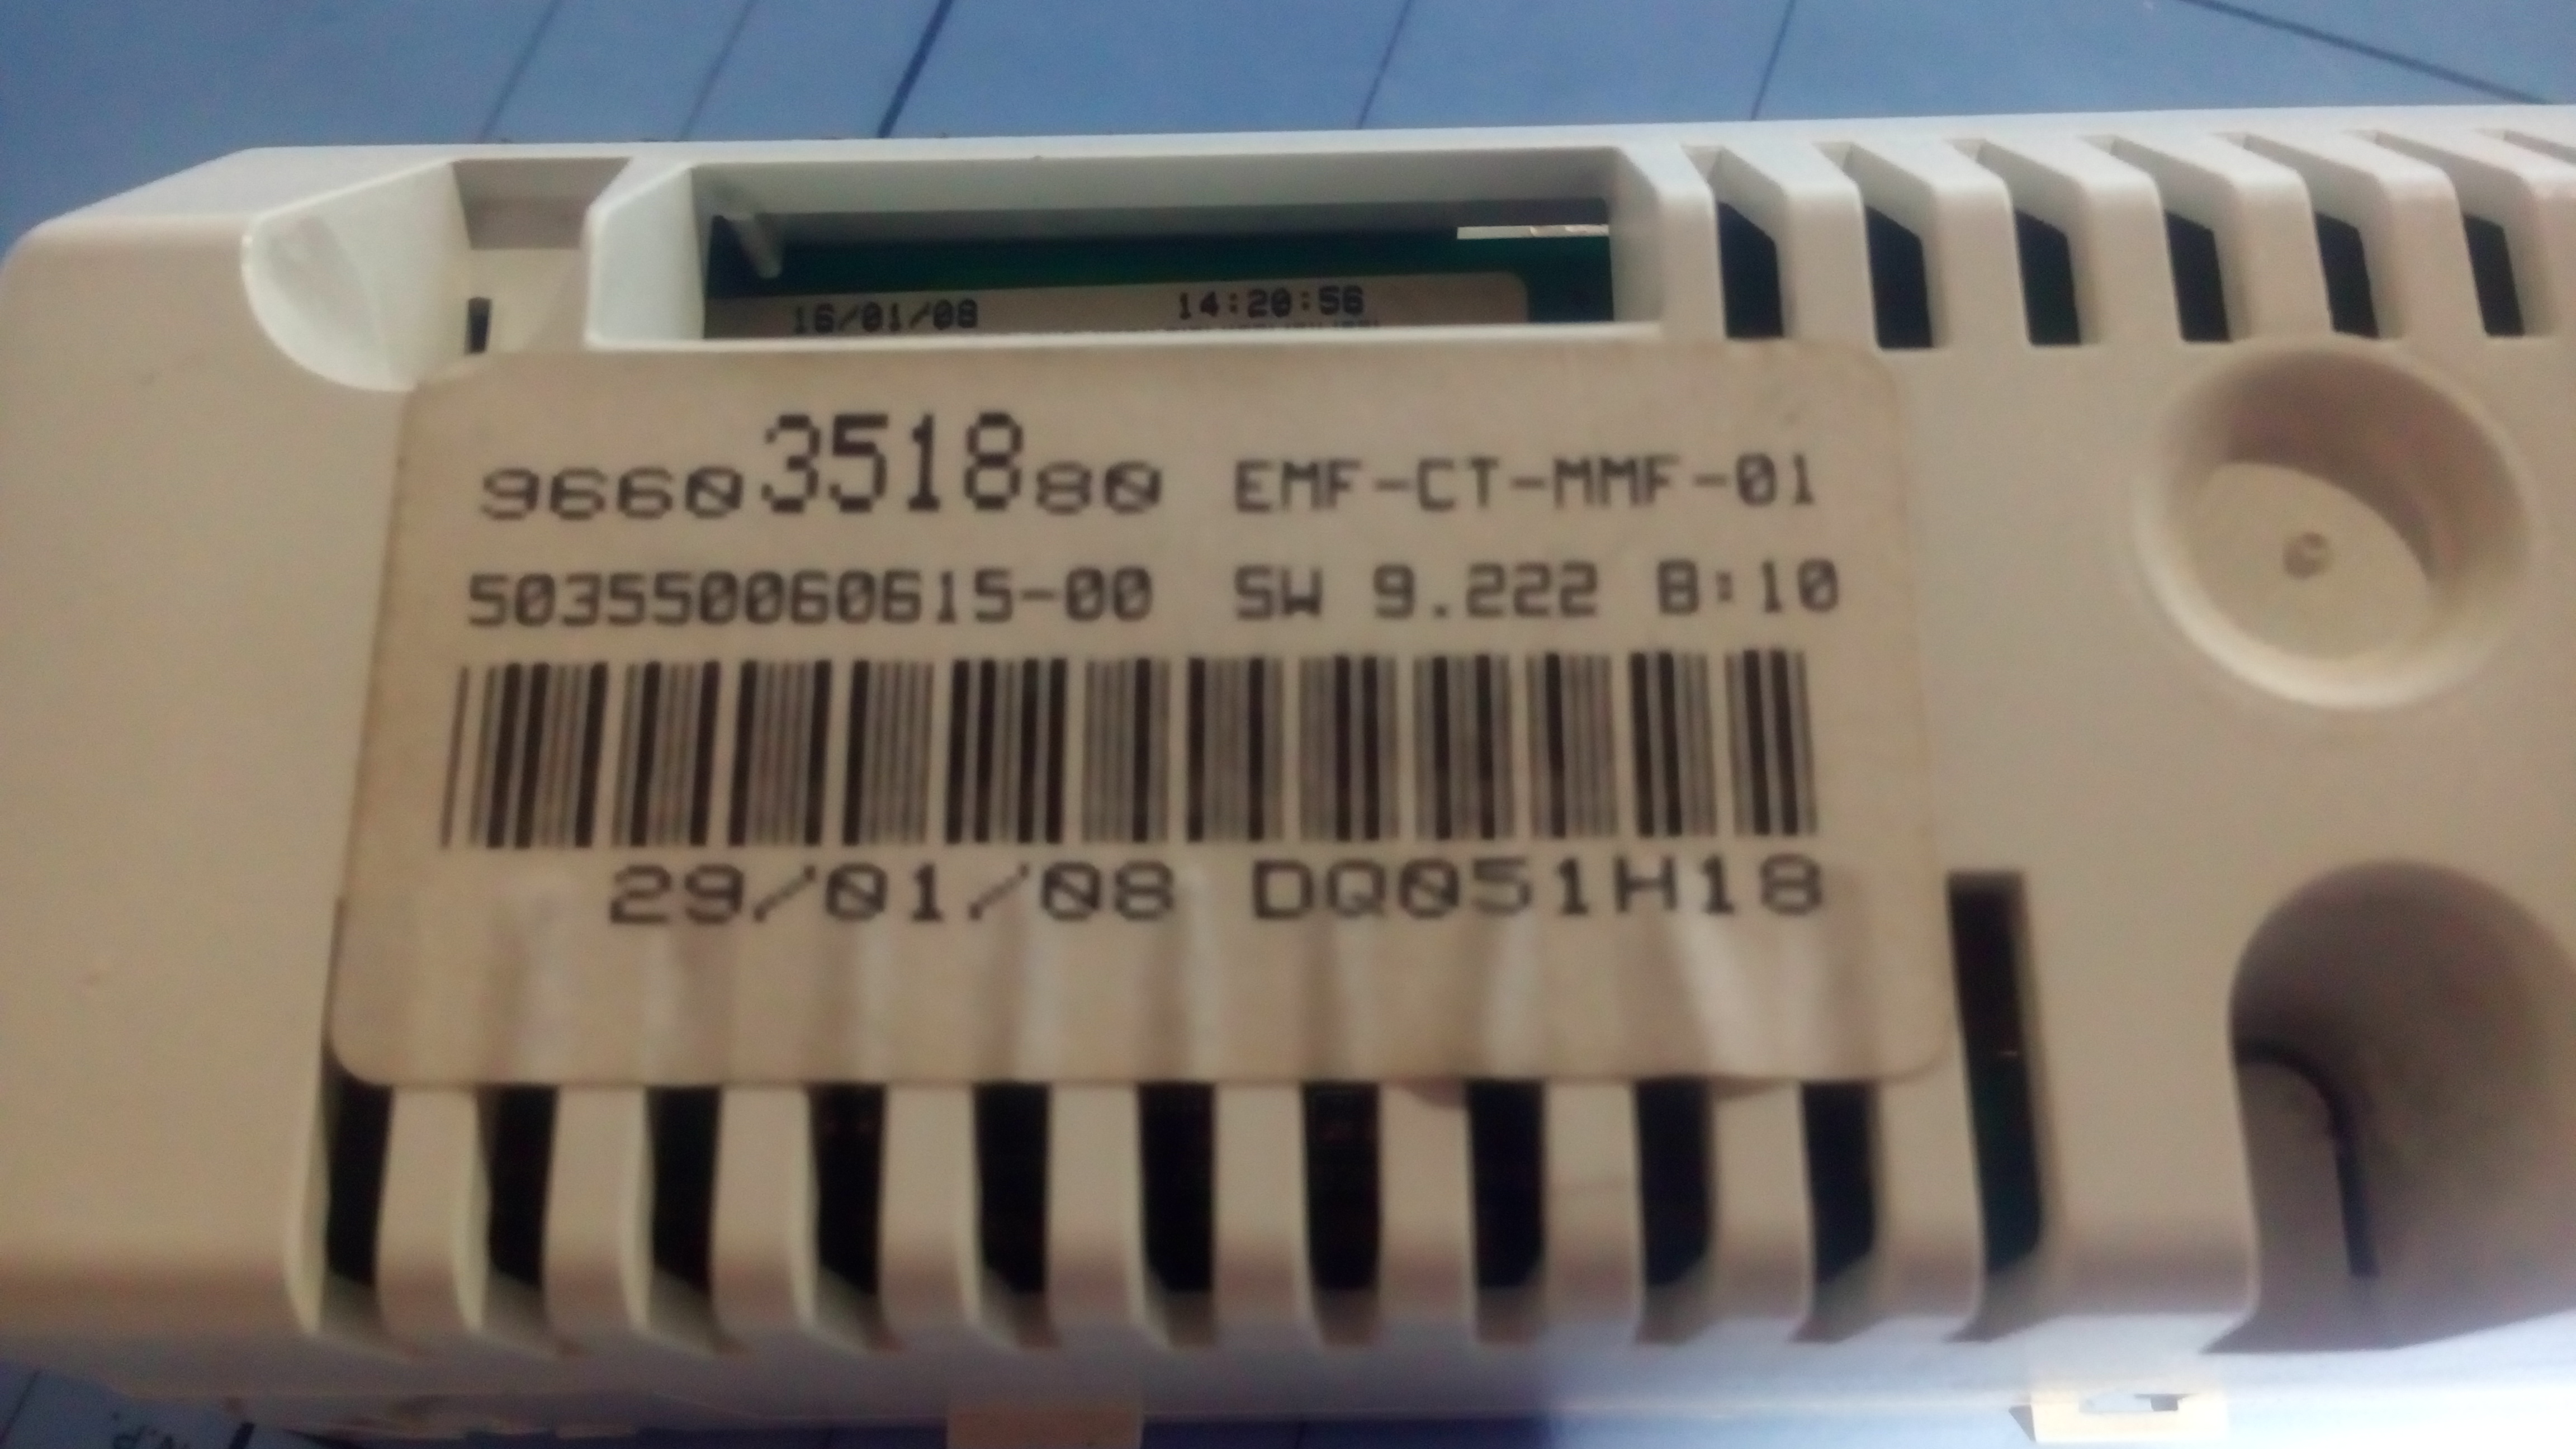 16/01/08 14:20:56
9660351880 EMF-CT-MMF-01
503550060615-00 SW 9.222 B:10
29/01/08 DQ051H18